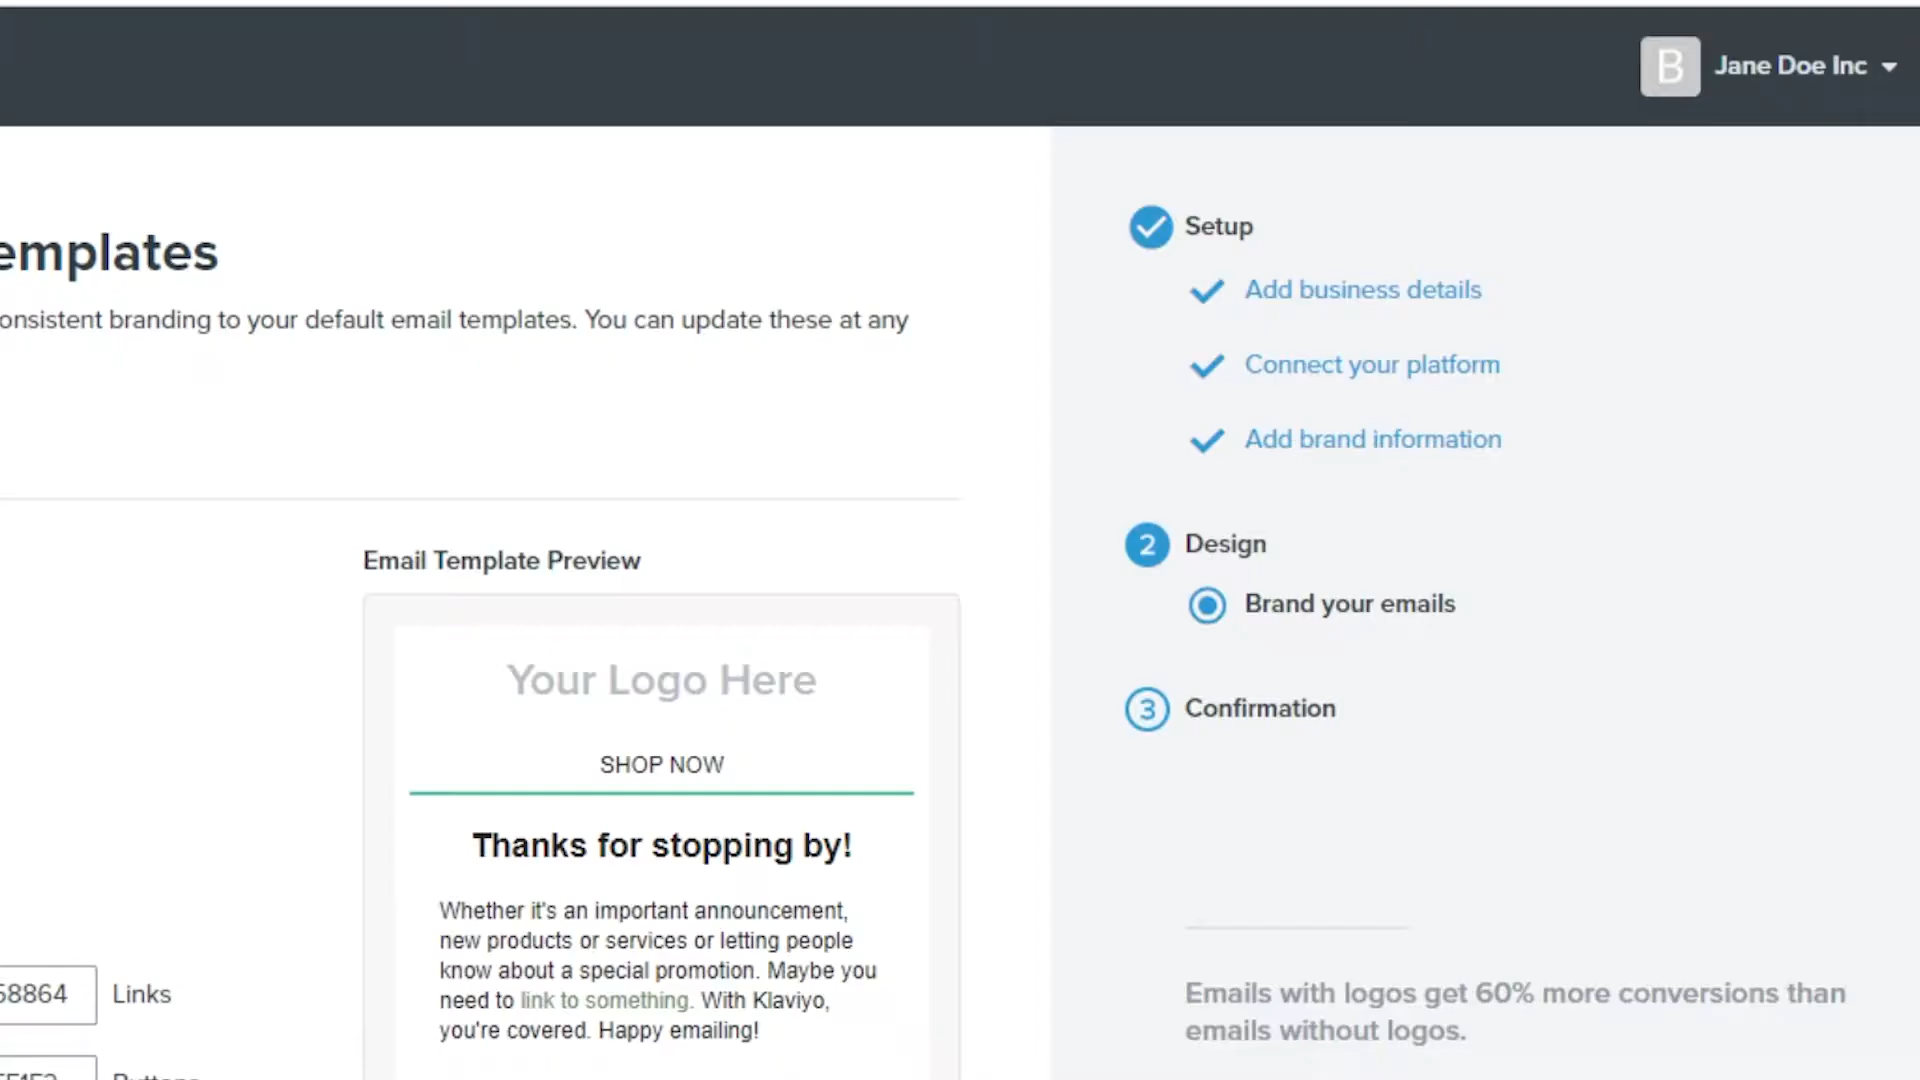 B Jane Doe Inc
emplates
onsistent branding to your default email templates. You can update these at any
Setup
Add business details
Connect your platform
Add brand information
2 Design
Brand your emails
3 Confirmation
Email Template Preview
Your Logo Here
SHOP NOW
Thanks for stopping by!
Whether it's an important announcement,
new products or services or letting people
know about a special promotion. Maybe you
need to link to something. With Klaviyo,
you're covered. Happy emailing!
58864 Links
Buttons
Emails with logos get 60% more conversions than
emails without logos.